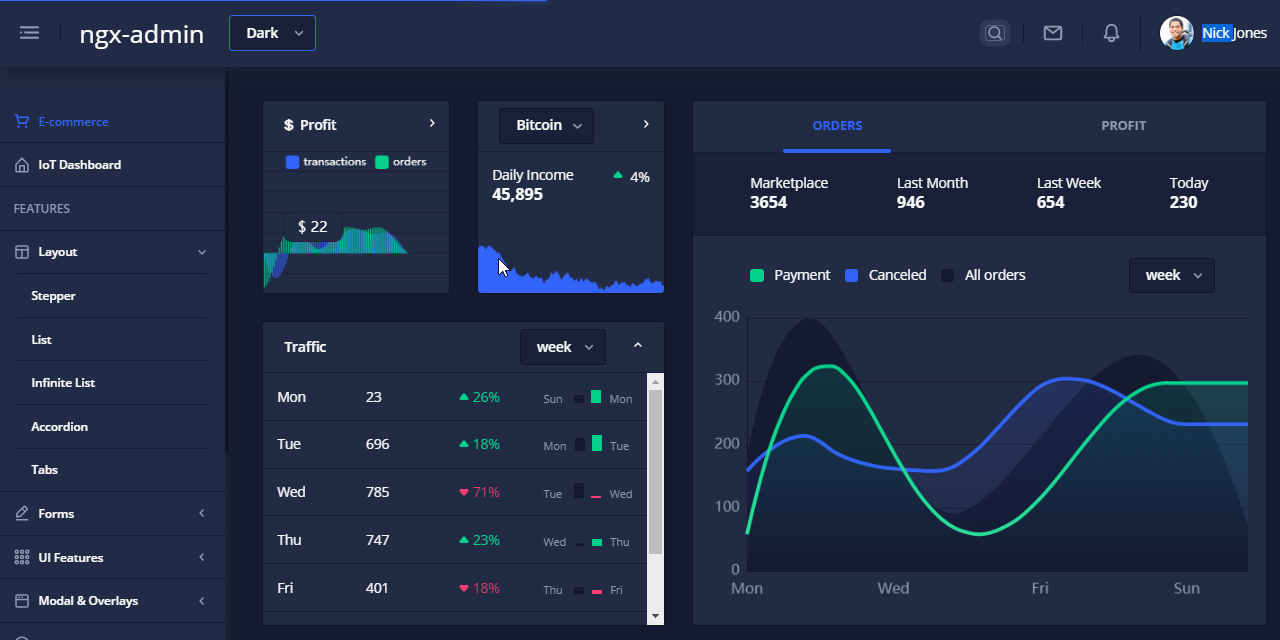 ngx-admin
Dark
Nick Jones
E-commerce
IoT Dashboard
FEATURES
Layout
Stepper
List
Infinite List
Accordion
Tabs
Forms
UI Features
Modal & Overlays
$ Profit
transactions orders
$ 22
Bitcoin
Daily Income 4%
45,895
Traffic week
Mon 23 26% Sun Mon
Tue 696 18% Mon Tue
Wed 785 71% Tue Wed
Thu 747 23% Wed Thu
Fri 401 18% Thu Fri
ORDERS PROFIT
Marketplace Last Month Last Week Today
3654 946 654 230
Payment Canceled All orders week
400
300
200
100
0
Mon Wed Fri Sun